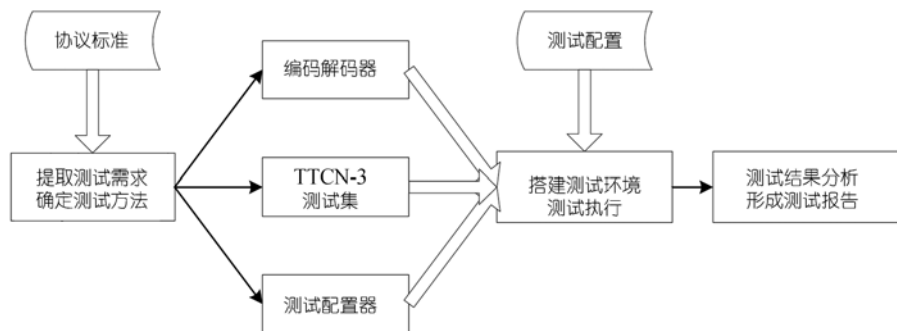 协议标准
测试配置
编码解码器
提取测试需求
确定测试方法
TTCN-3
测试集
搭建测试环境
测试执行
测试结果分析
形成测试报告
测试配置器